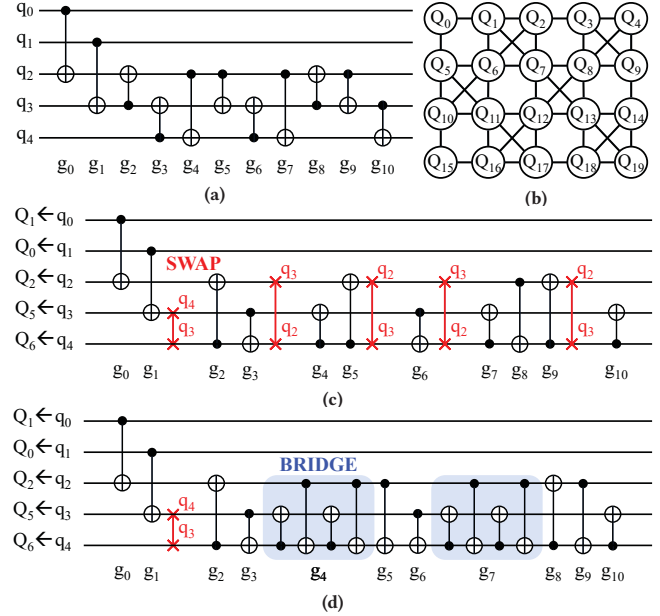 q₀
q₁
q₂
q₃
q₄
g₀ g₁ g₂ g₃ g₄ g₅ g₆ g₇ g₈ g₉ g₁₀
(a)
Q₀ Q₁ Q₂ Q₃ Q₄
Q₅ Q₆ Q₇ Q₈ Q₉
Q₁₀ Q₁₁ Q₁₂ Q₁₃ Q₁₄
Q₁₅ Q₁₆ Q₁₇ Q₁₈ Q₁₉
(b)
Q₁←q₀
Q₀←q₁
SWAP
Q₂←q₂ q₃ q₂ q₃ q₂
Q₅←q₃ q₄
Q₆←q₄ q₃ q₂ q₃ q₂ q₃
g₀ g₁ g₂ g₃ g₄ g₅ g₆ g₇ g₈ g₉ g₁₀
(c)
Q₁←q₀
Q₀←q₁
BRIDGE
Q₂←q₂
Q₅←q₃ q₄
Q₆←q₄ q₃
g₀ g₁ g₂ g₃ g₄ g₅ g₆ g₇ g₈ g₉ g₁₀
(d)